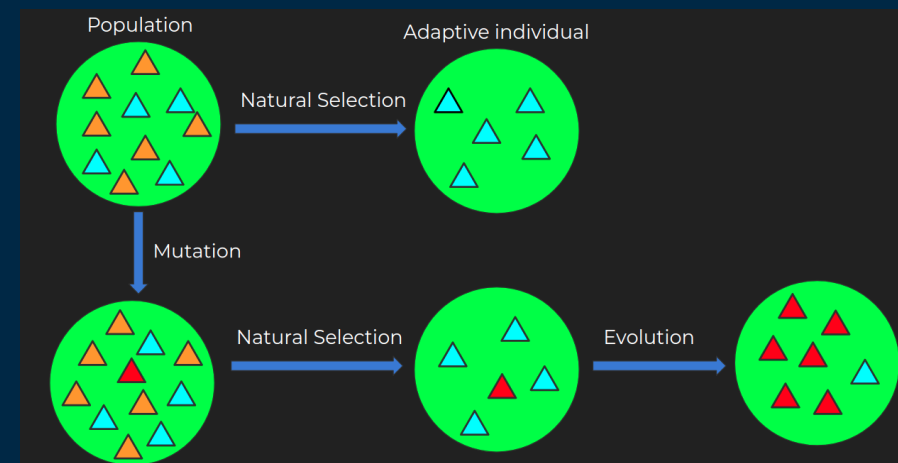 Population
Adaptive individual
Natural Selection
Mutation
Natural Selection
Evolution